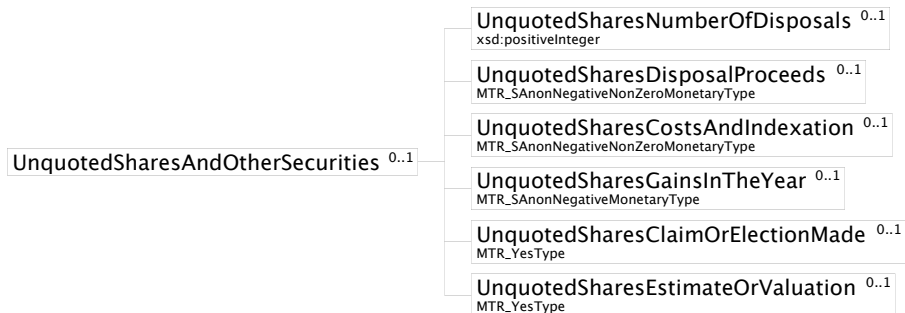 UnquotedSharesNumberOfDisposals 0..1
xsd:positiveInteger
UnquotedSharesDisposalProceeds 0..1
MTR_SAnonNegativeNonZeroMonetaryType
UnquotedSharesCostsAndIndexation 0..1
MTR_SAnonNegativeNonZeroMonetaryType
UnquotedSharesAndOtherSecurities 0..1
UnquotedSharesGainsInTheYear 0..1
MTR_SAnonNegativeMonetaryType
UnquotedSharesClaimOrElectionMade 0..1
MTR_YesType
UnquotedSharesEstimateOrValuation 0..1
MTR_YesType